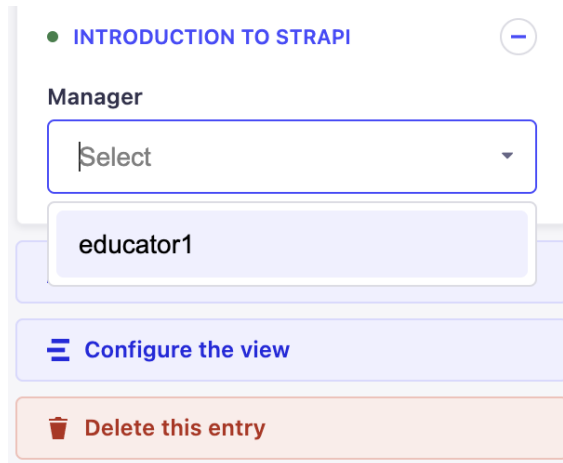 INTRODUCTION TO STRAPI
Manager
Select
educator1
Configure the view
Delete this entry